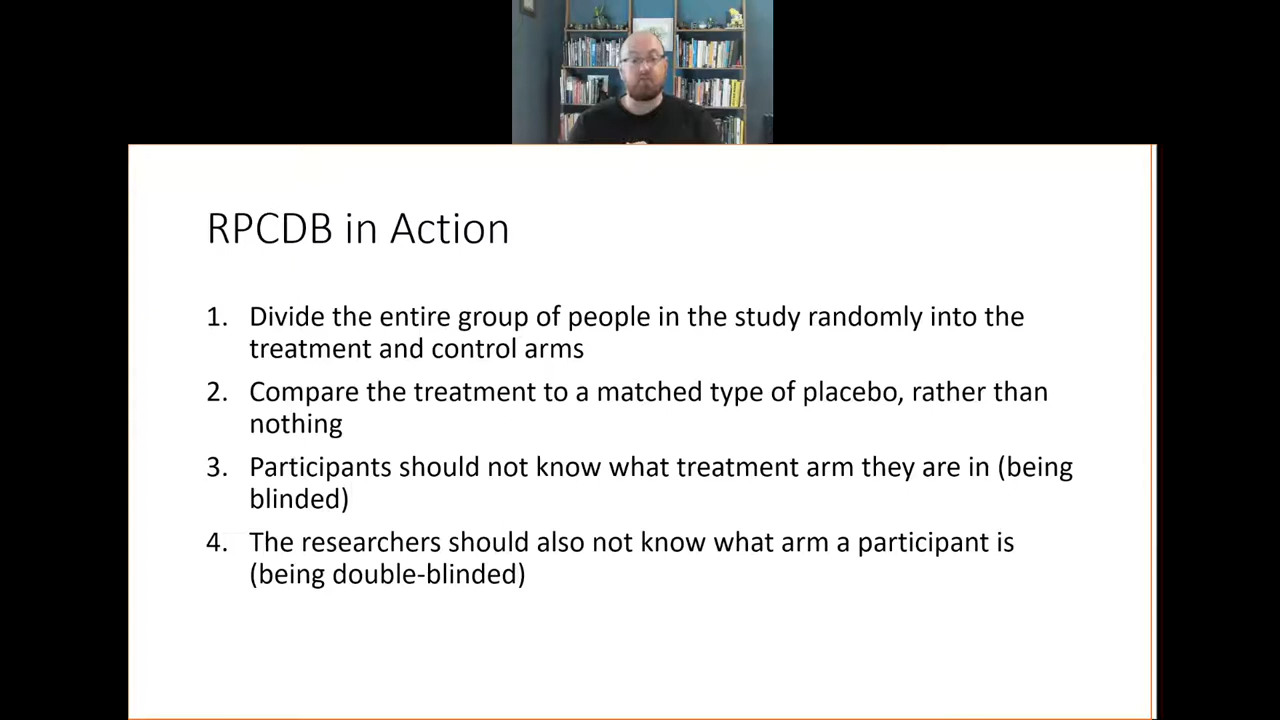 RPCDB in Action
1. Divide the entire group of people in the study randomly into the
treatment and control arms
2. Compare the treatment to a matched type of placebo, rather than
nothing
3. Participants should not know what treatment arm they are in (being
blinded)
4. The researchers should also not know what arm a participant is
(being double-blinded)